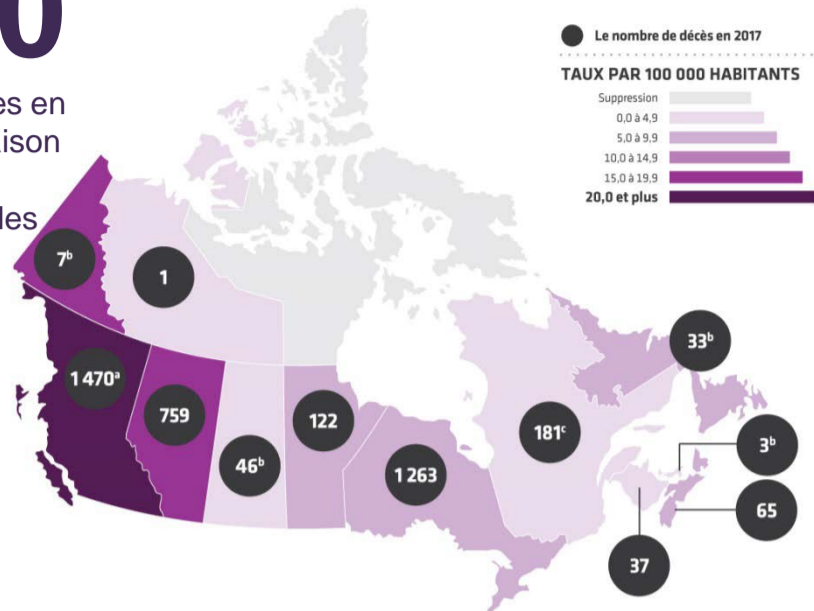 0
es en
aison
les
Le nombre de décès en 2017
TAUX PAR 100 000 HABITANTS
Suppression
0,0 à 4,9
5,0 à 9,9
10,0 à 14,9
15,0 à 19,9
20,0 et plus
7ᵇ
1
1 470ᵃ
759
46ᵇ
122
1 263
181ᶜ
33ᵇ
3ᵇ
65
37